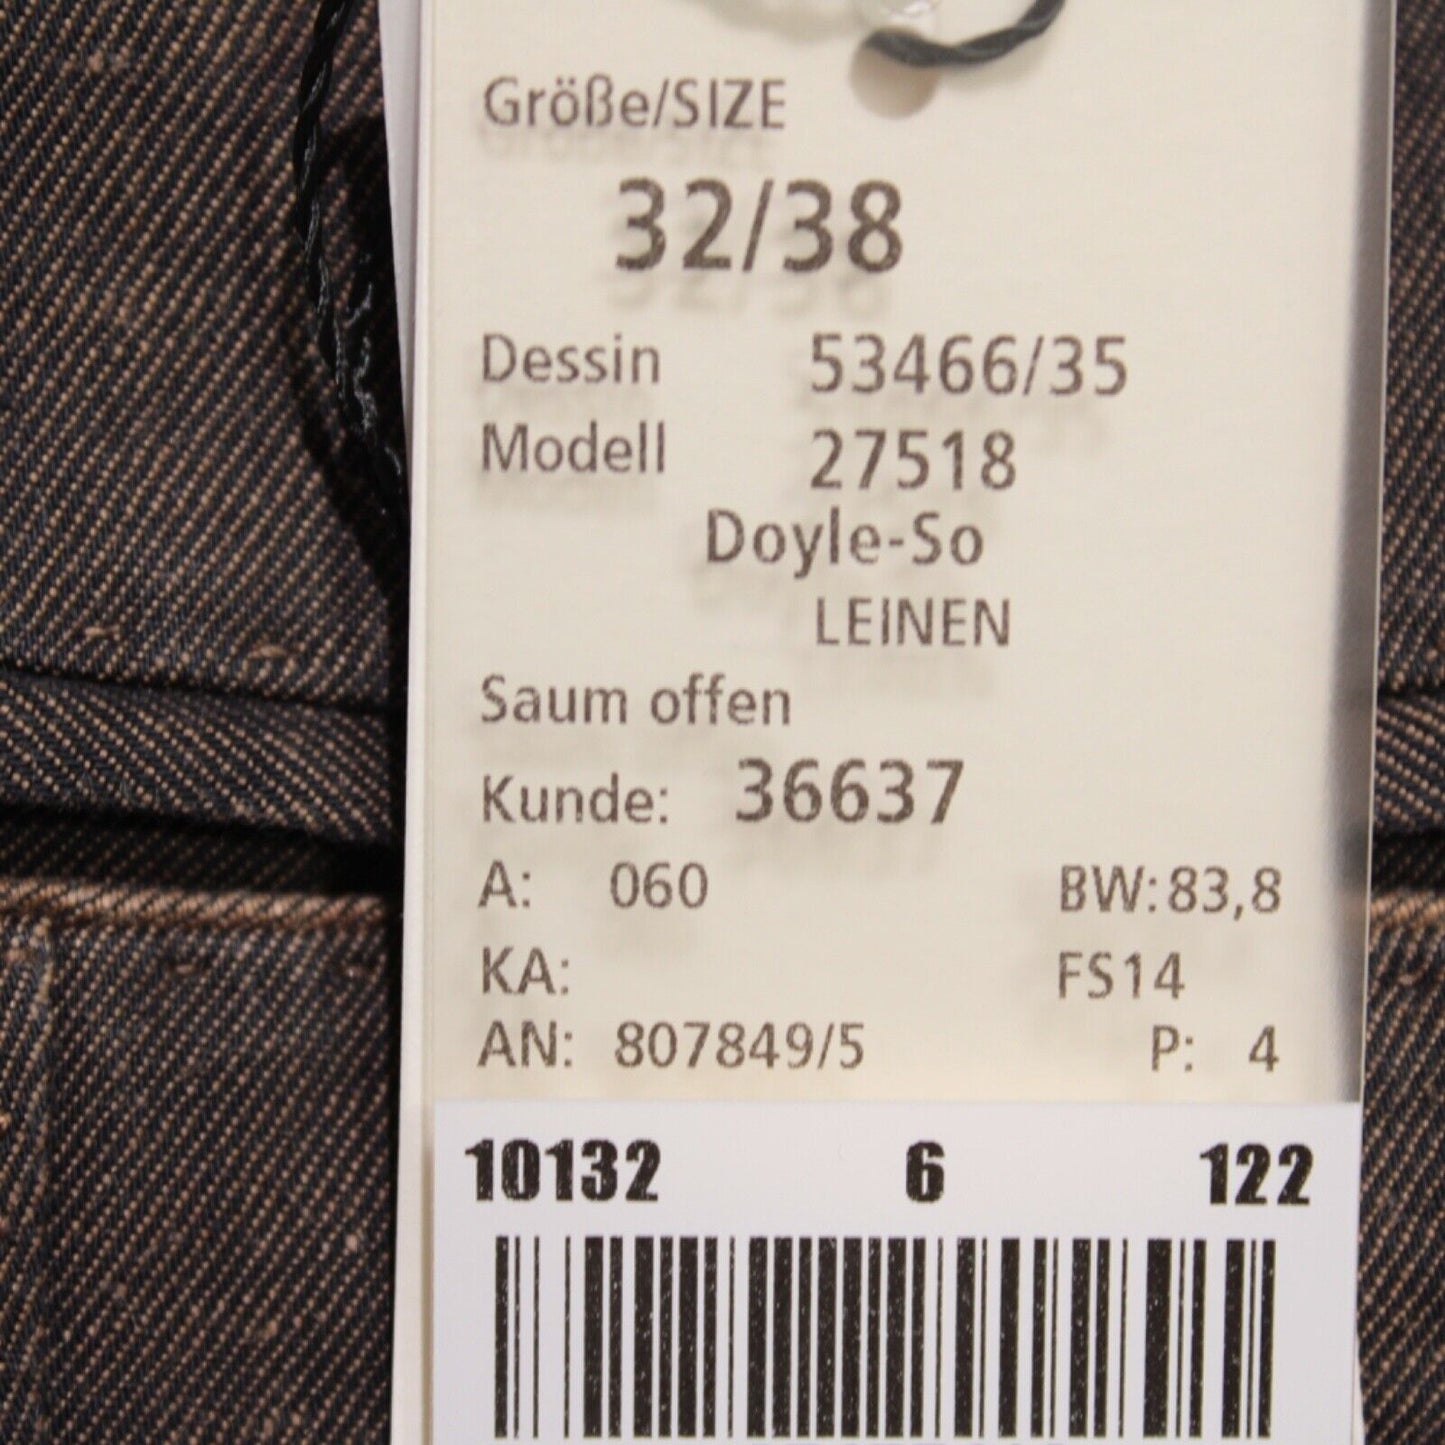 Größe/SIZE
32/38
Dessin 53466/35
Modell 27518
Doyle-So
LEINEN
Saum offen
Kunde: 36637
A: 060 BW:83,8
KA: FS14
AN: 807849/5 P: 4
10132 6 122